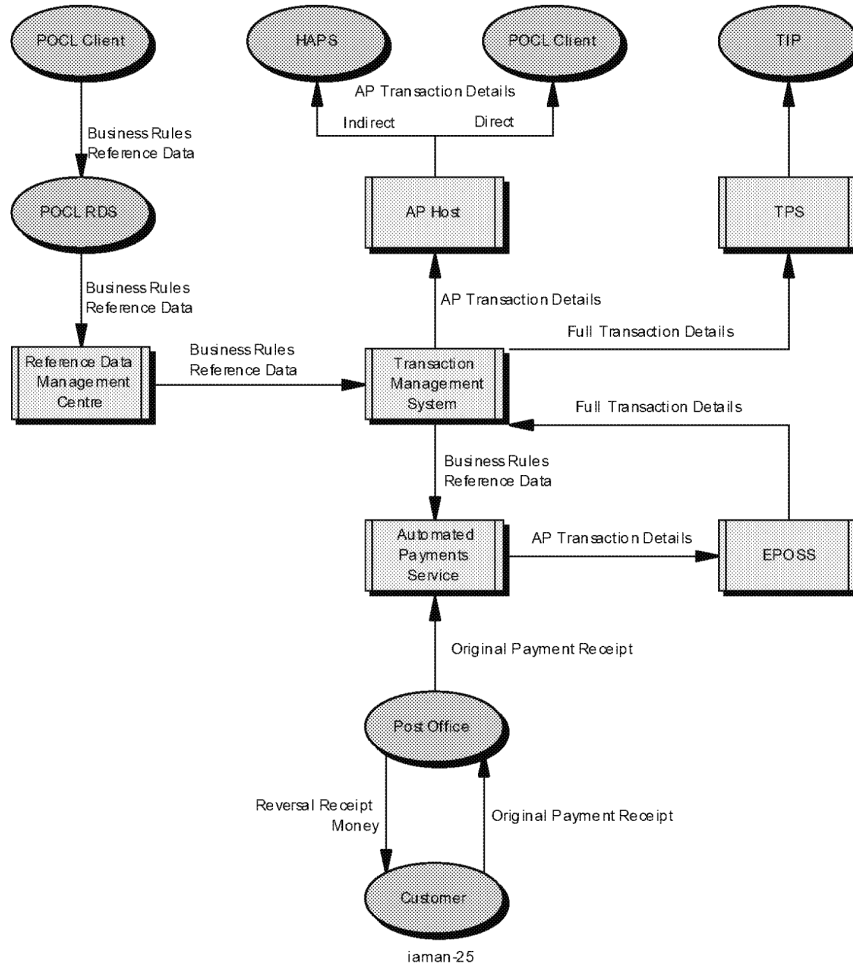 POCL Client
HAPS
POCL Client
TIP
AP Transaction Details
Indirect
Direct
Business Rules
Reference Data
POCL RDS
AP Host
TPS
Business Rules
Reference Data
AP Transaction Details
Full Transaction Details
Reference Data
Management
Centre
Business Rules
Reference Data
Transaction
Management
System
Full Transaction Details
Business Rules
Reference Data
Automated
Payments
Service
AP Transaction Details
EPOSS
Original Payment Receipt
Post Office
Reversal Receipt
Money
Original Payment Receipt
Customer
iaman-25